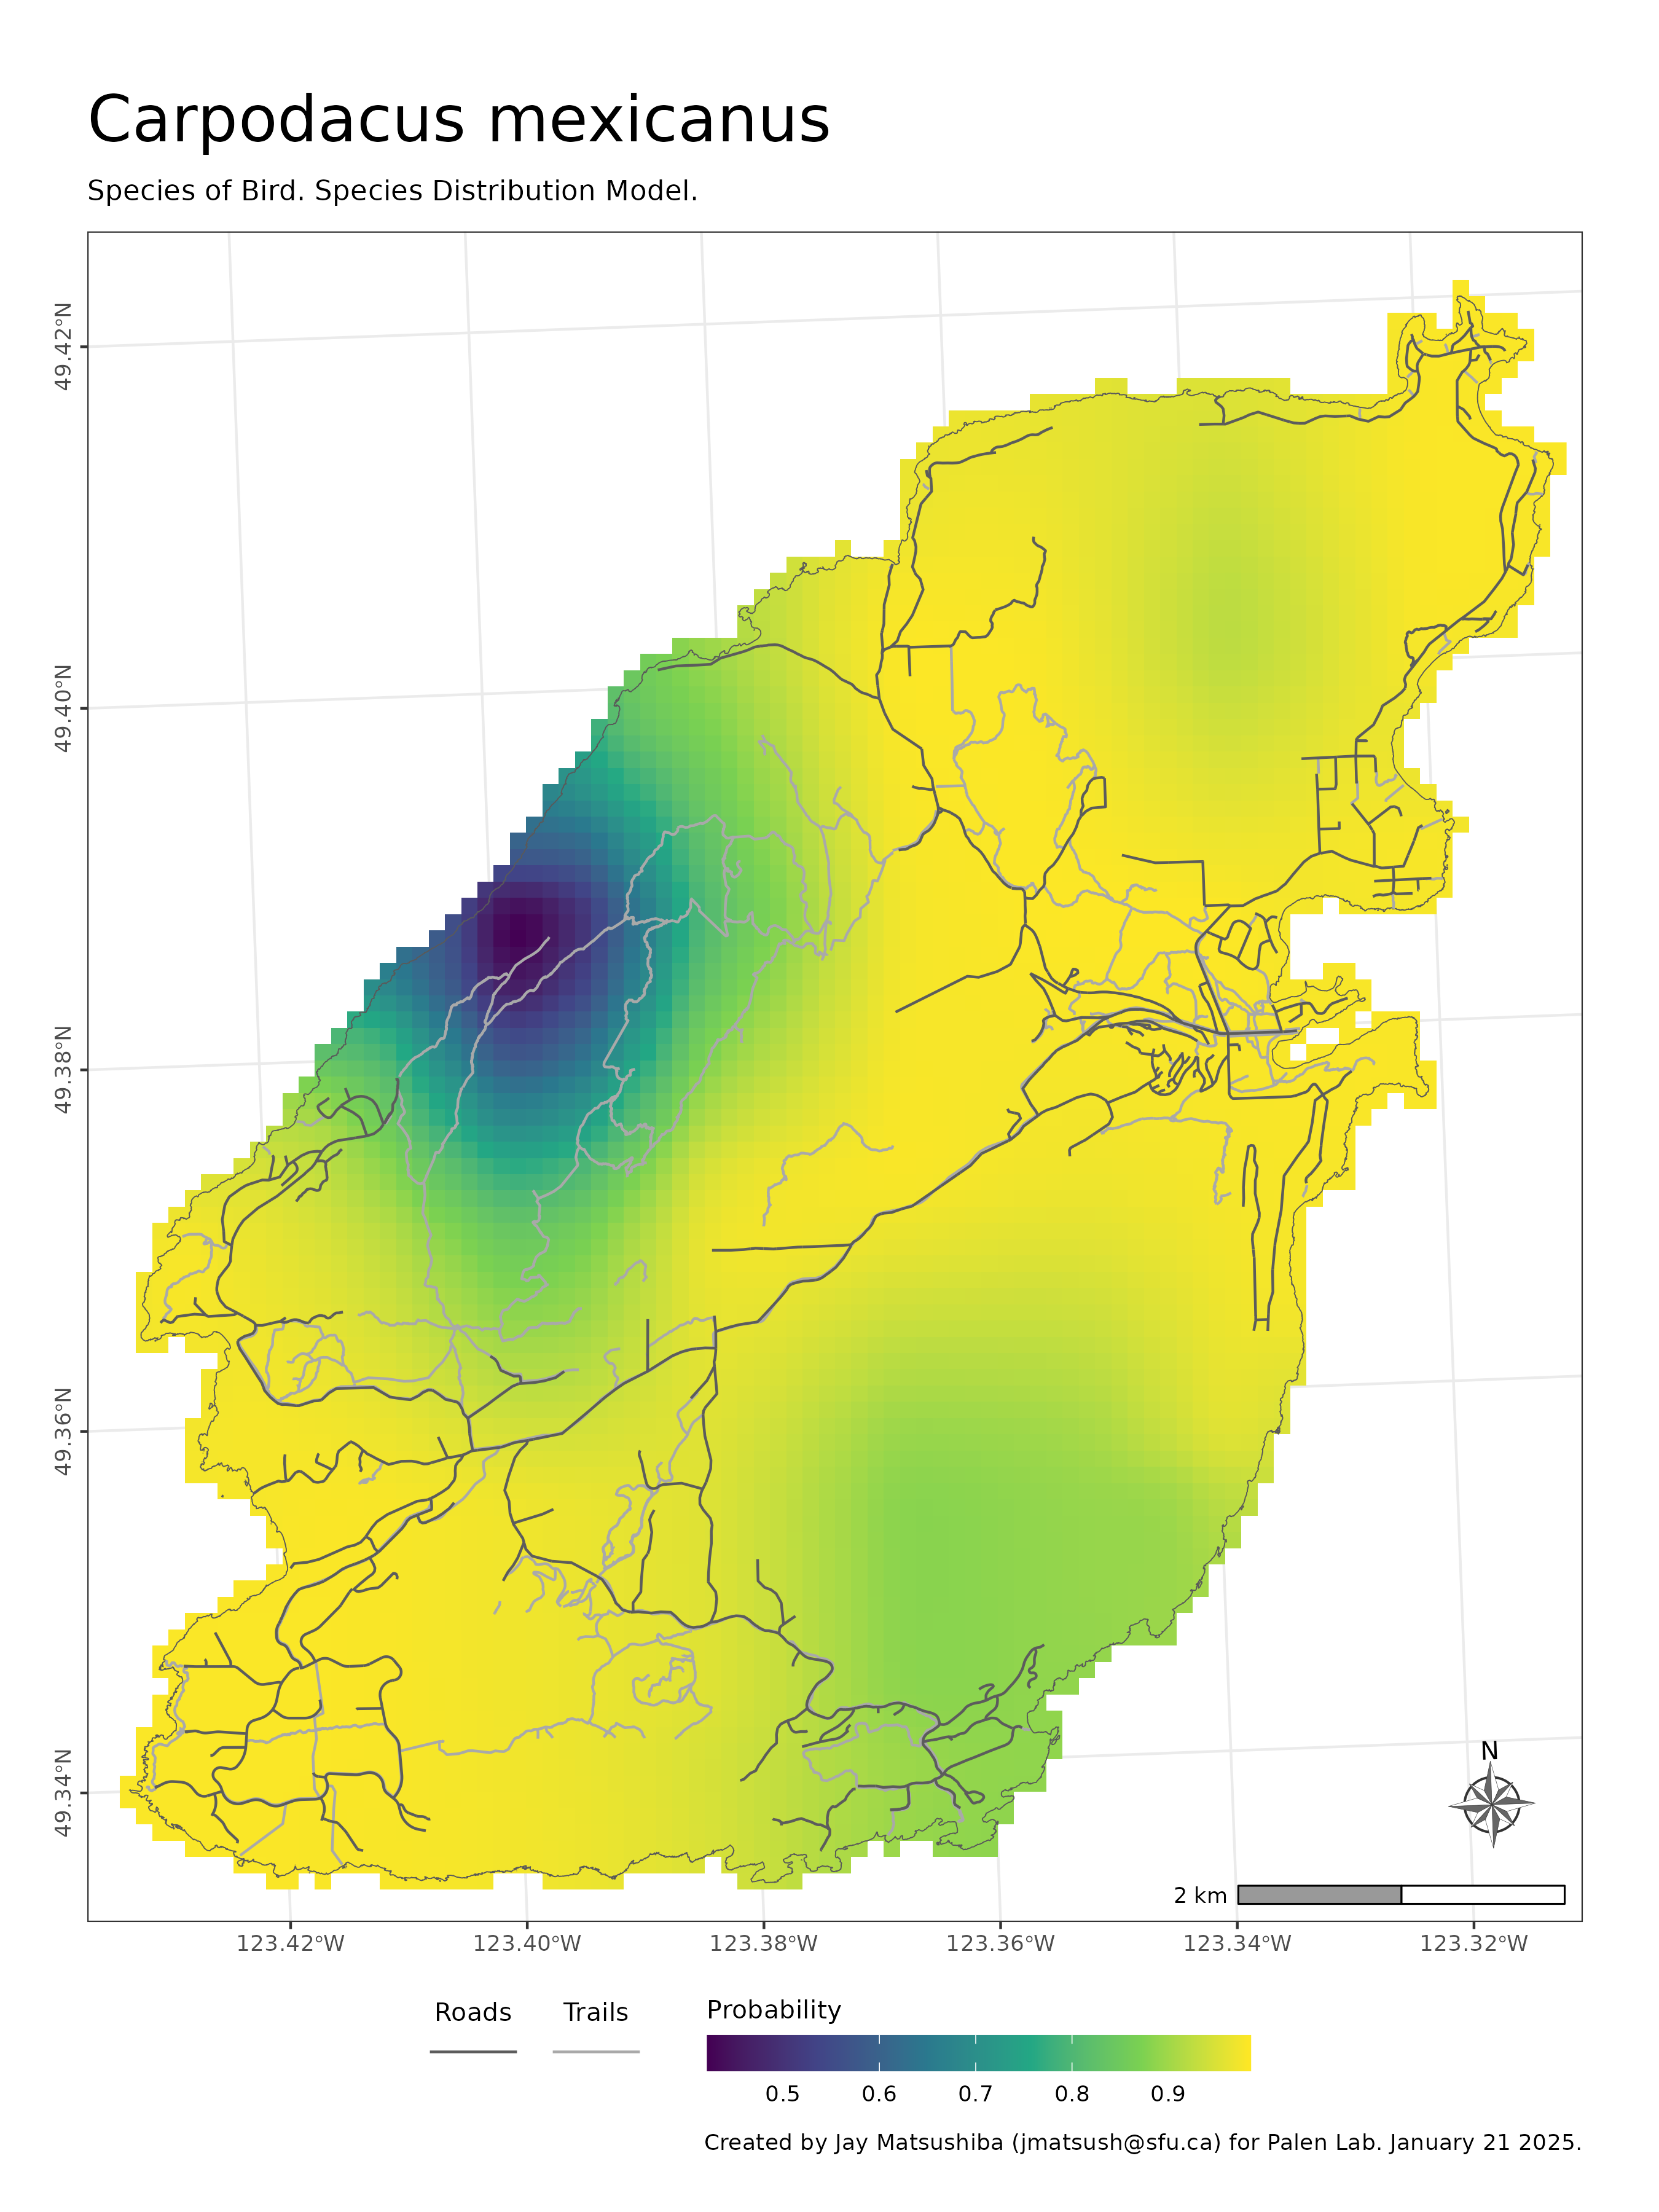 Carpodacus mexicanus
Species of Bird. Species Distribution Model.
49.42°N
49.40°N
49.38°N
49.36°N
49.34°N
N
2 km
123.42°W 123.40°W 123.38°W 123.36°W 123.34°W 123.32°W
Roads Trails Probability
0.5 0.6 0.7 0.8 0.9
Created by Jay Matsushiba (jmatsush@sfu.ca) for Palen Lab. January 21 2025.